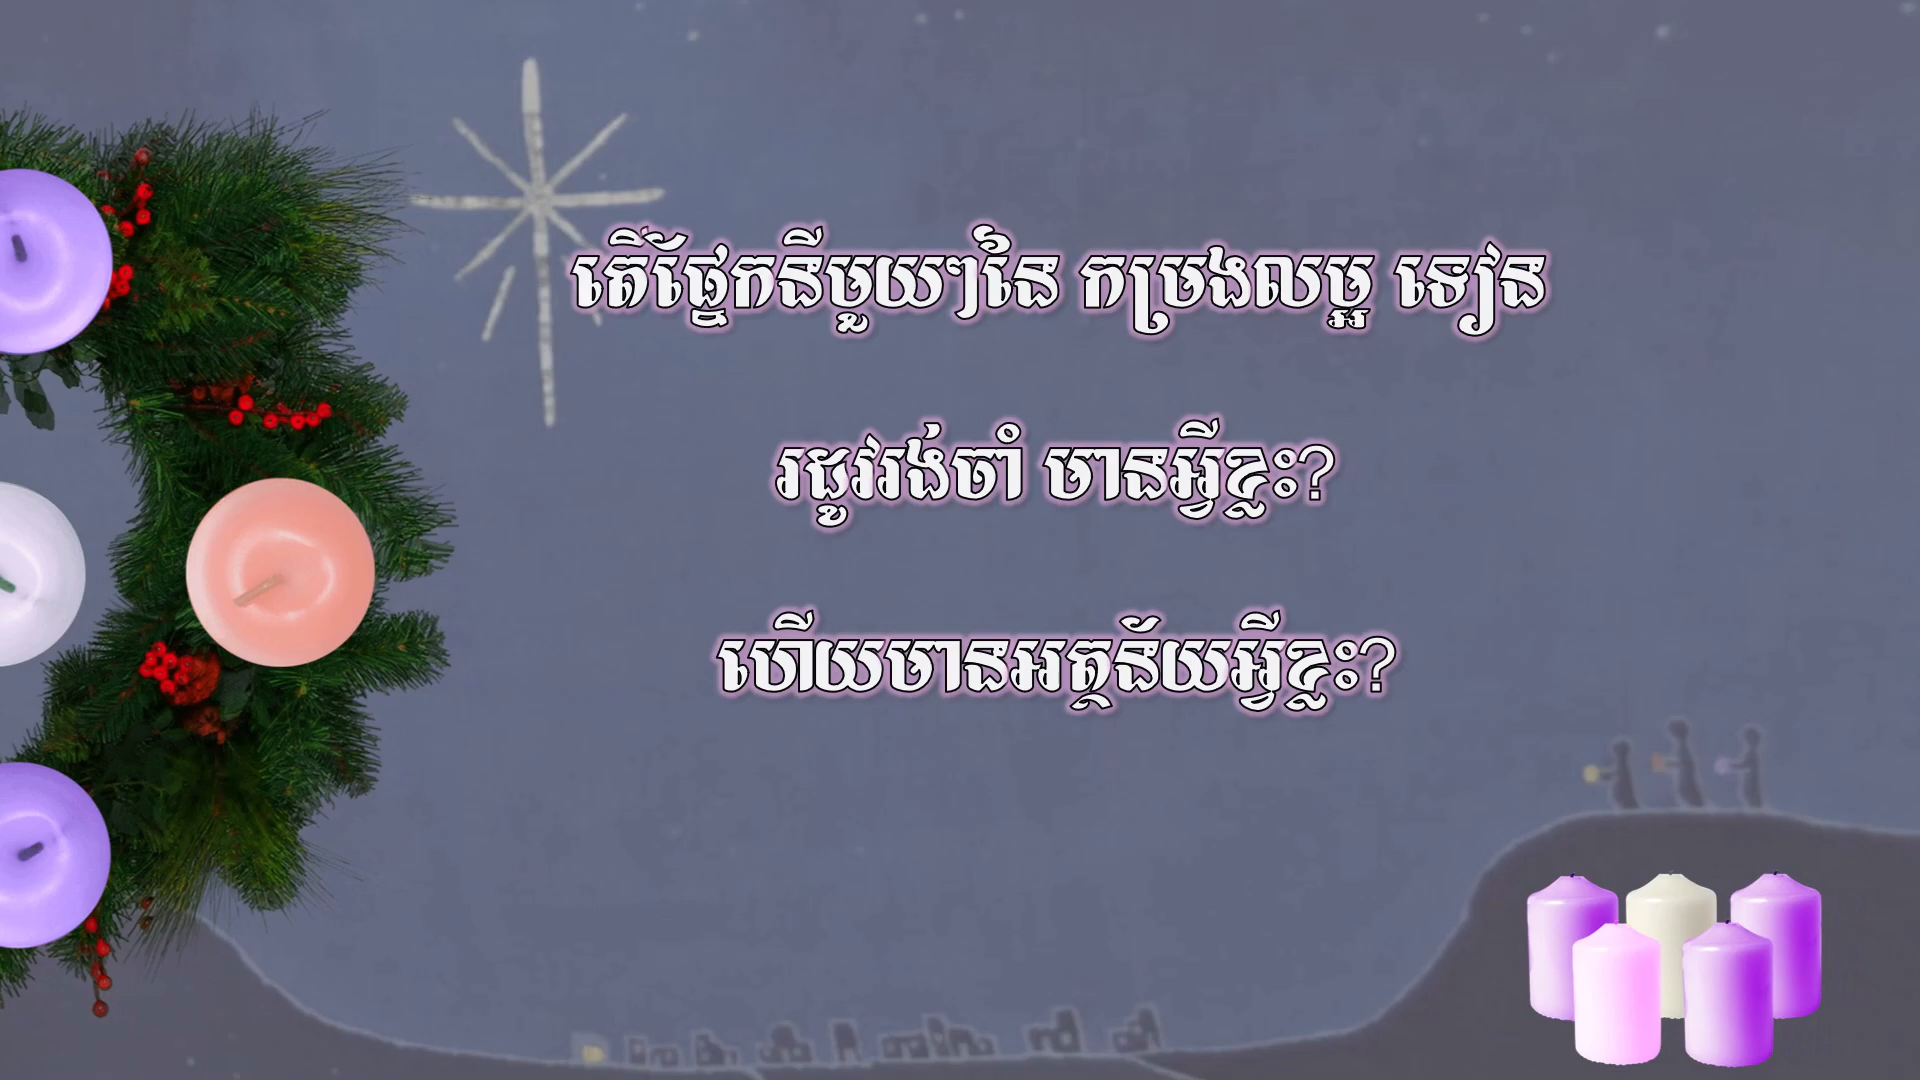 តើផ្នែកនីមួយៗនៃ កម្រងលម្អ ទៀន
រដូវរង់ចាំ មានអ្វីខ្លះ?
ហើយមានអត្ថន័យអ្វីខ្លះ?